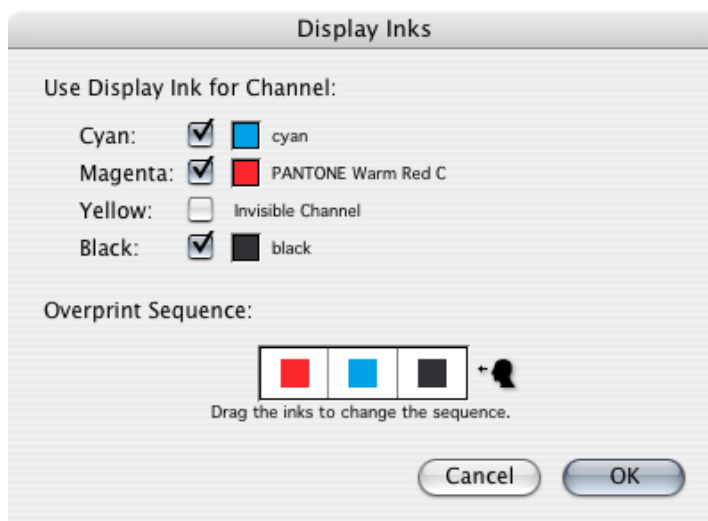 Display Inks
Use Display Ink for Channel:
Cyan: cyan
Magenta: PANTONE Warm Red C
Yellow: Invisible Channel
Black: black
Overprint Sequence:
Drag the inks to change the sequence.
Cancel OK